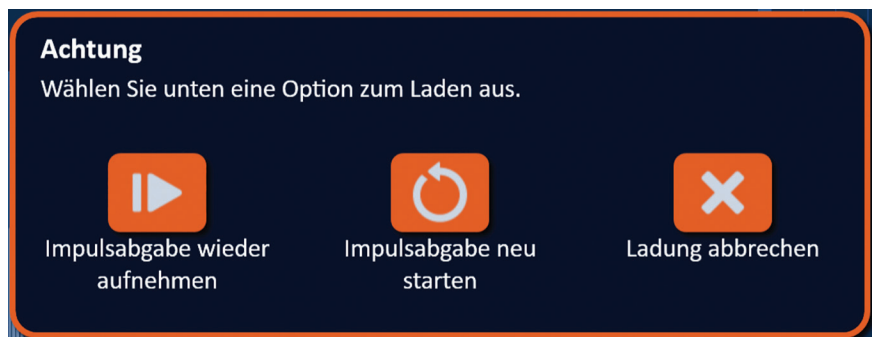 Achtung
Wählen Sie unten eine Option zum Laden aus.
Impulsabgabe wieder
aufnehmen
Impulsabgabe neu
starten
Ladung abbrechen